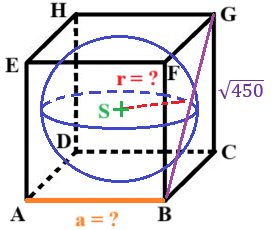 H G
E F
r = ?
√450
S
D C
A B
a = ?